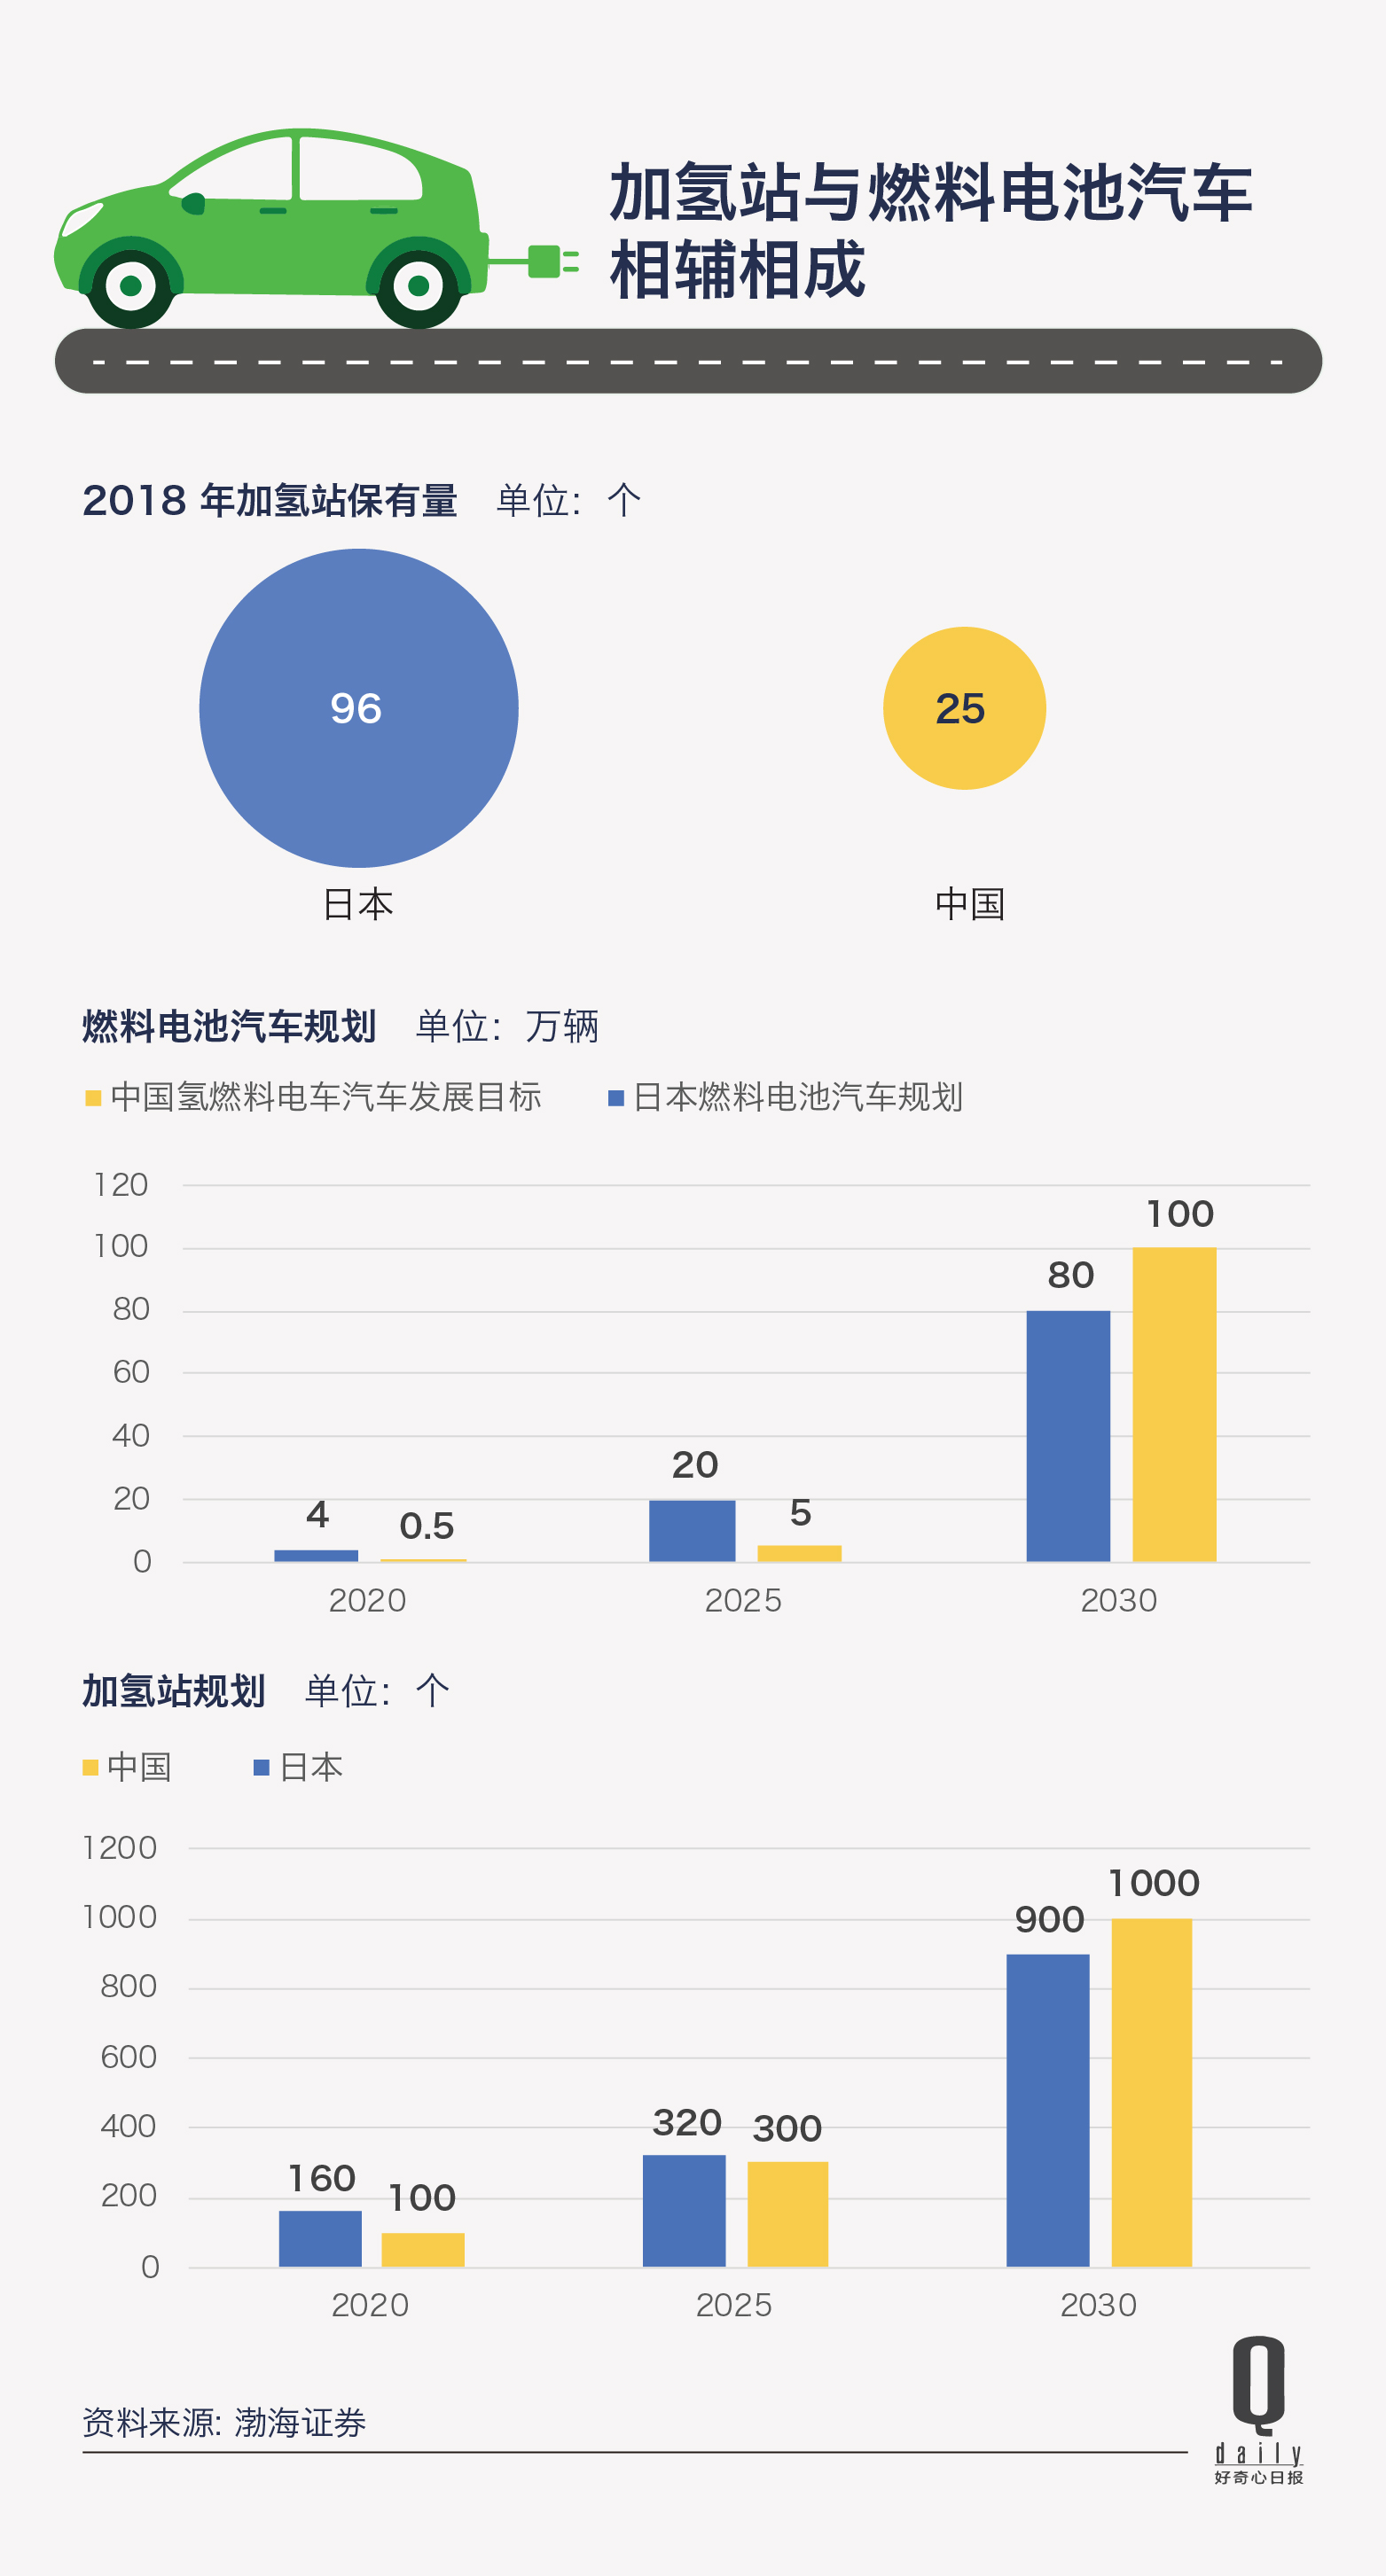 加氢站与燃料电池汽车
相辅相成
2018 年加氢站保有量 单位：个
96
25
日本
中国
燃料电池汽车规划 单位：万辆
中国氢燃料电车汽车发展目标 日本燃料电池汽车规划
120
100
80
60
40
20
0
4
0.5
20
5
80
100
2020
2025
2030
加氢站规划 单位：个
中国 日本
1200
1000
800
600
400
200
0
160
100
320
300
900
1000
2020
2025
2030
资料来源: 渤海证券
Q
daily
好奇心日报